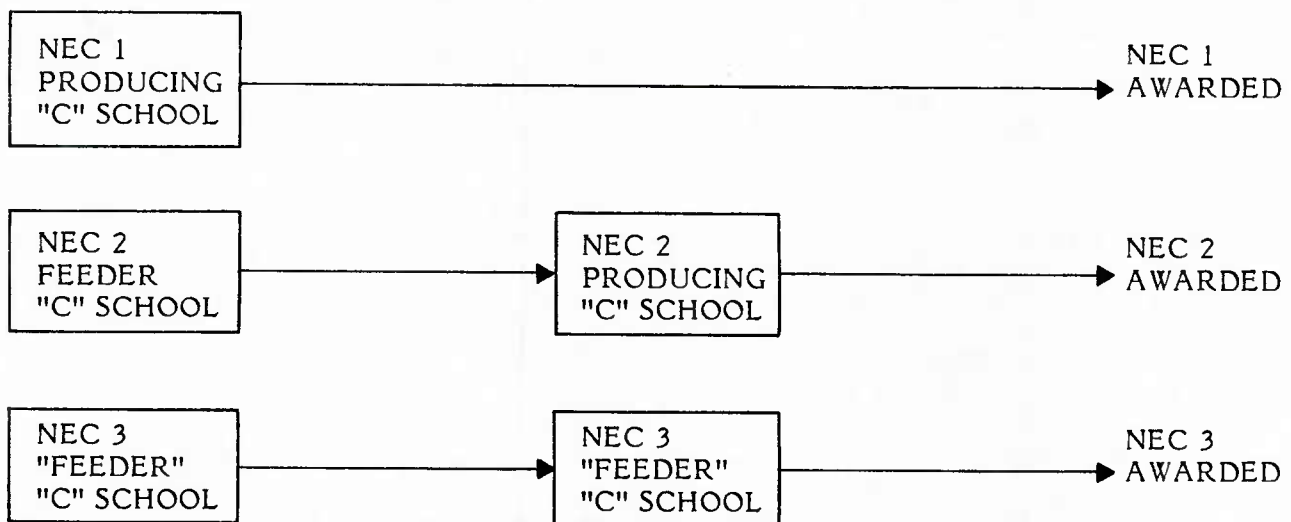 NEC 1
PRODUCING
"C" SCHOOL
NEC 1
AWARDED
NEC 2
FEEDER
"C" SCHOOL
NEC 2
PRODUCING
"C" SCHOOL
NEC 2
AWARDED
NEC 3
"FEEDER"
"C" SCHOOL
NEC 3
"FEEDER"
"C" SCHOOL
NEC 3
AWARDED